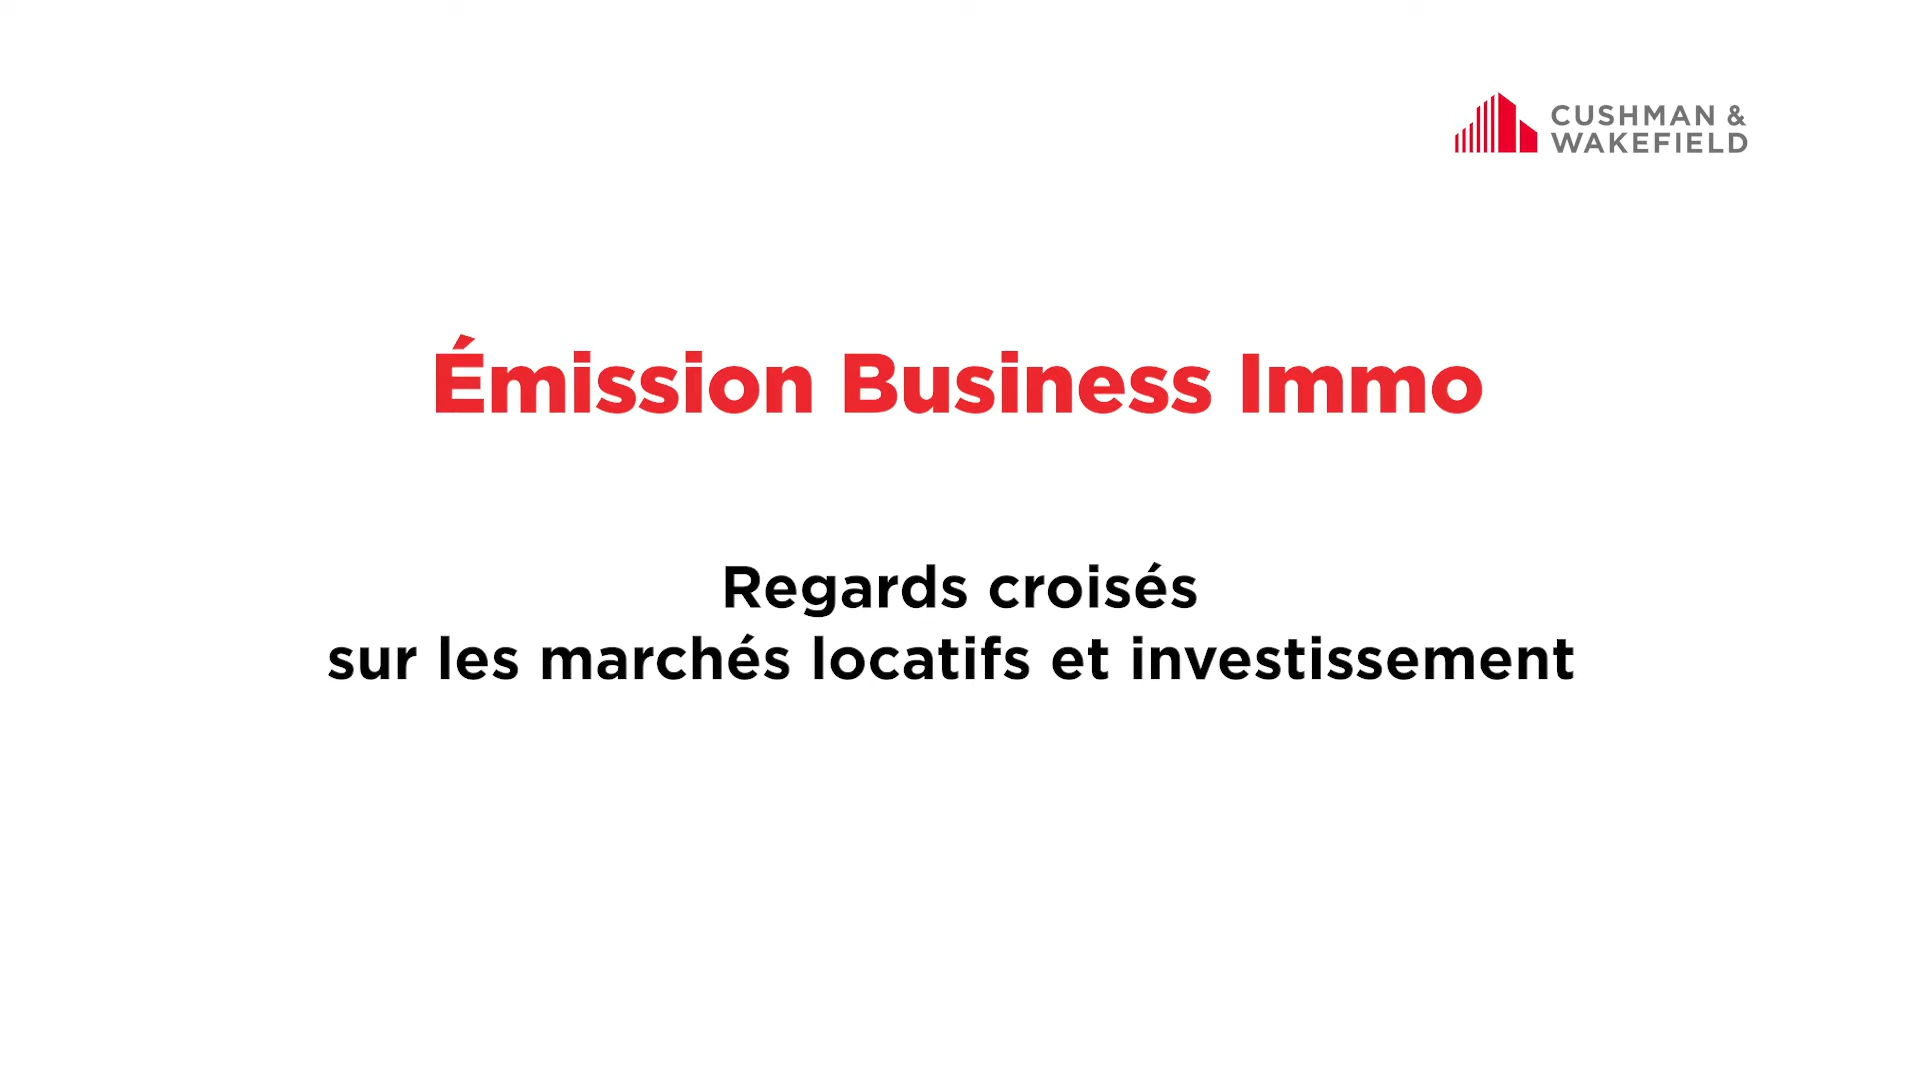 CUSHMAN &
WAKEFIELD
Émission Business Immo
Regards croisés
sur les marchés locatifs et investissement